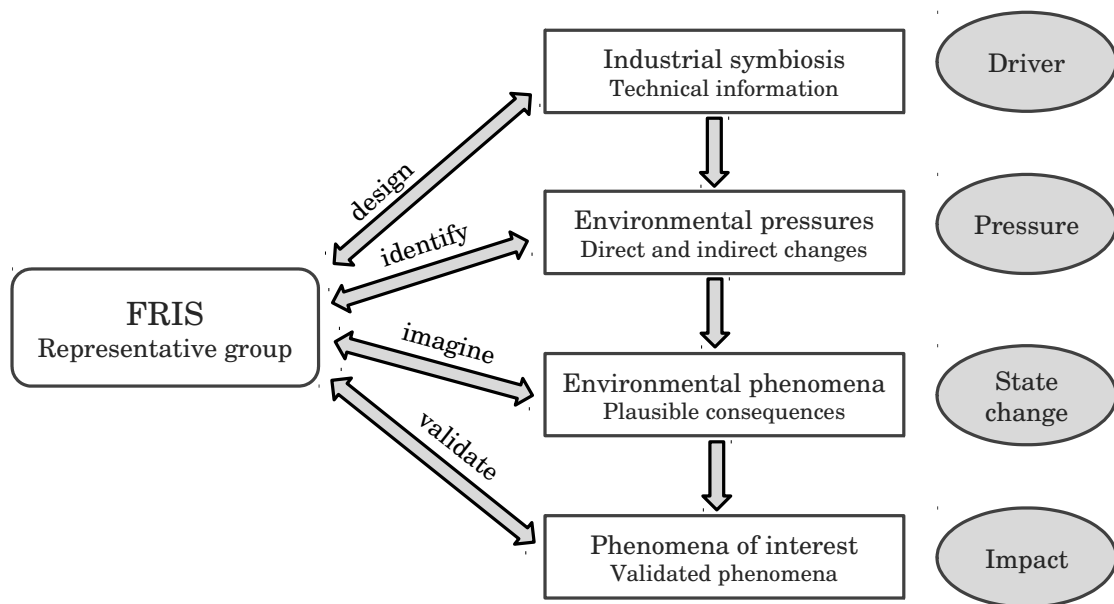 Industrial symbiosis
Technical information
Driver
design
Environmental pressures
Direct and indirect changes
Pressure
identify
FRIS
Representative group
imagine
Environmental phenomena
Plausible consequences
State
change
validate
Phenomena of interest
Validated phenomena
Impact